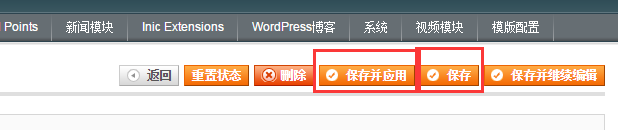 Points 新闻模块 Inic Extensions WordPress博客 系统 视频模块 模版配置
返回 重置状态 删除 保存并应用 保存 保存并继续编辑